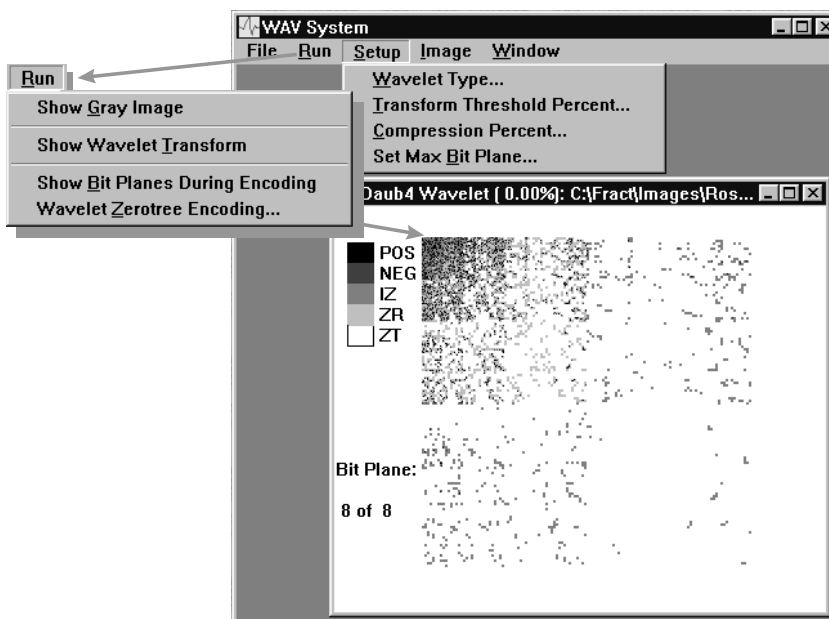 WAV System
File Run Setup Image Window
Run
Show Gray Image
Show Wavelet Transform
Show Bit Planes During Encoding
Wavelet Zerotree Encoding...
Wavelet Type...
Transform Threshold Percent...
Compression Percent...
Set Max Bit Plane...
Daub4 Wavelet ( 0.00%): C:\Fract\Images\Ros...
POS
NEG
IZ
ZR
ZT
Bit Plane:
8 of 8